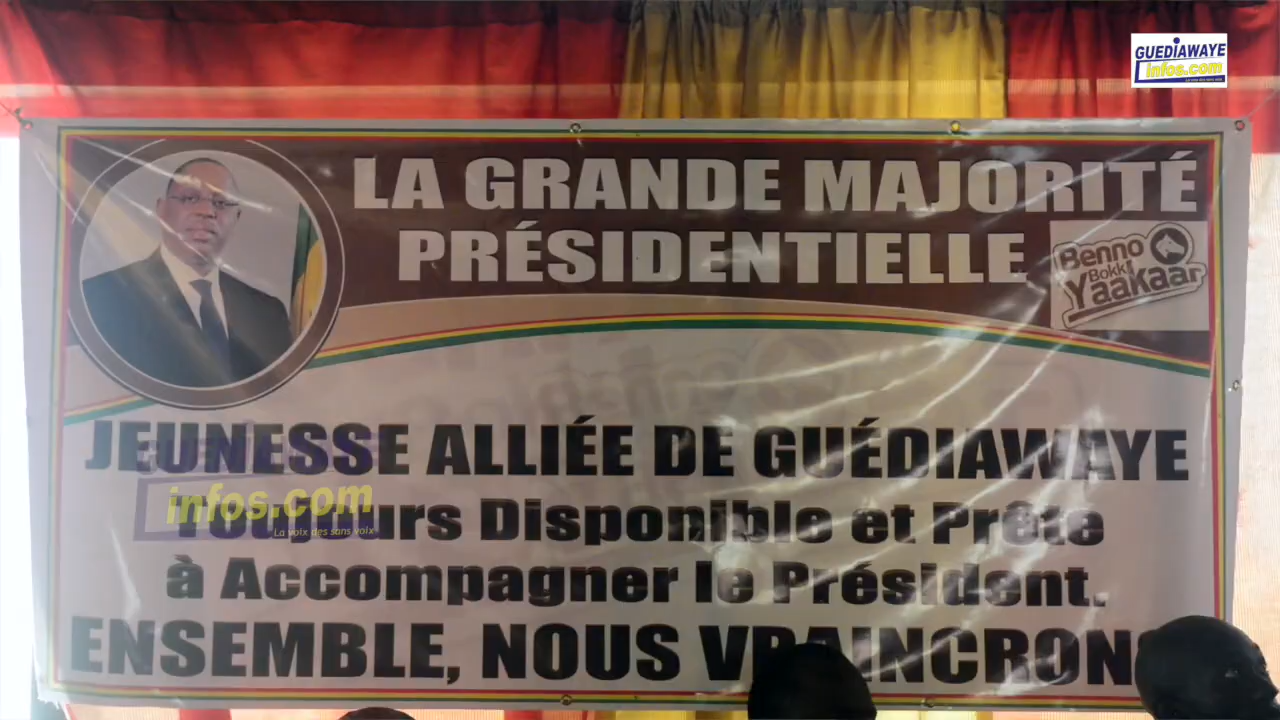 GUEDIAWAYE
infos.com
LA GRANDE MAJORITÉ
PRÉSIDENTIELLE
Benno
Bokk
Yaakaar
JEUNESSE ALLIÉE DE GUÉDIAWAYE
Toujours Disponible et Prête
à Accompagner le Président.
ENSEMBLE, NOUS VRAINCRONS
infos.com
La voix des sans voix